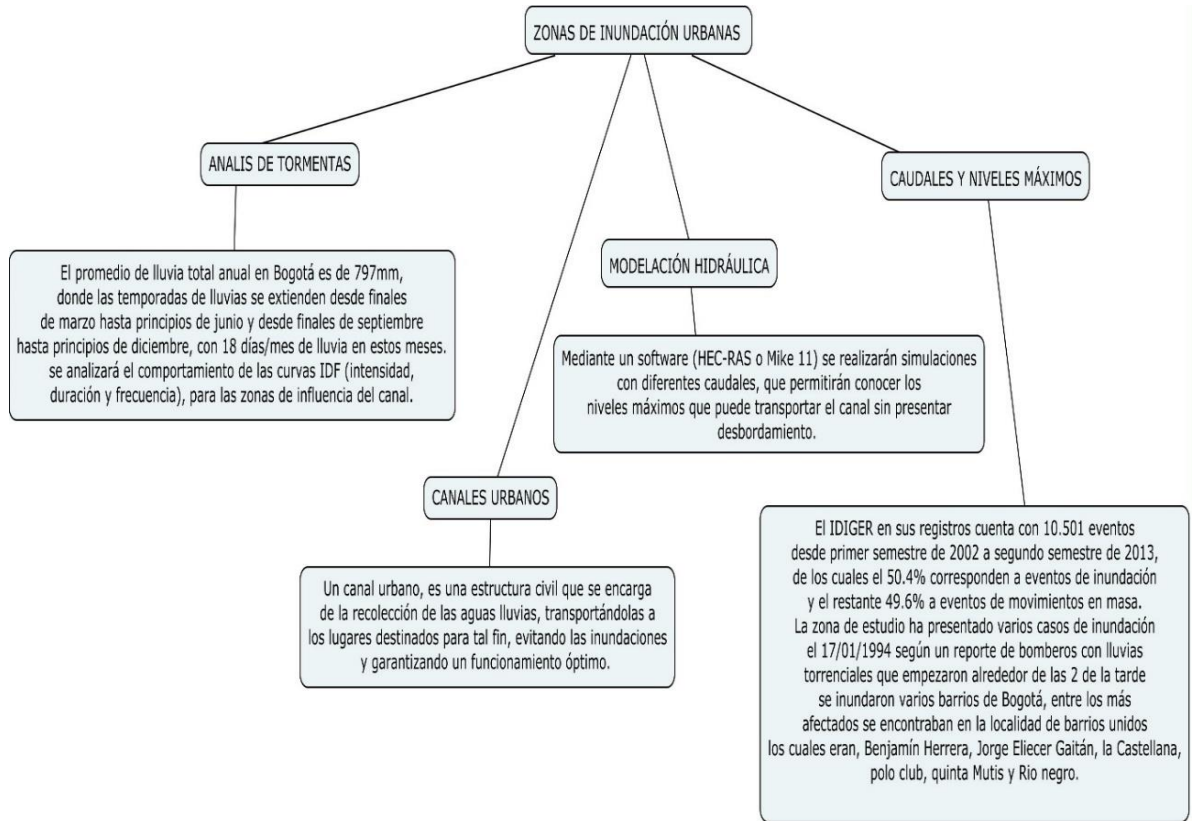 ZONAS DE INUNDACIÓN URBANAS
ANALIS DE TORMENTAS
El promedio de lluvia total anual en Bogotá es de 797mm,
donde las temporadas de lluvias se extienden desde finales
de marzo hasta principios de junio y desde finales de septiembre
hasta principios de diciembre, con 18 días/mes de lluvia en estos meses.
se analizará el comportamiento de las curvas IDF (intensidad,
duración y frecuencia), para las zonas de influencia del canal.
CANALES URBANOS
Un canal urbano, es una estructura civil que se encarga
de la recolección de las aguas lluvias, transportándolas a
los lugares destinados para tal fin, evitando las inundaciones
y garantizando un funcionamiento óptimo.
MODELACIÓN HIDRÁULICA
Mediante un software (HEC-RAS o Mike 11) se realizarán simulaciones
con diferentes caudales, que permitirán conocer los
niveles máximos que puede transportar el canal sin presentar
desbordamiento.
CAUDALES Y NIVELES MÁXIMOS
El IDIGER en sus registros cuenta con 10.501 eventos
desde primer semestre de 2002 a segundo semestre de 2013,
de los cuales el 50.4% corresponden a eventos de inundación
y el restante 49.6% a eventos de movimientos en masa.
La zona de estudio ha presentado varios casos de inundación
el 17/01/1994 según un reporte de bomberos con lluvias
torrenciales que empezaron alrededor de las 2 de la tarde
se inundaron varios barrios de Bogotá, entre los más
afectados se encontraban en la localidad de barrios unidos
los cuales eran, Benjamín Herrera, Jorge Eliecer Gaitán, la Castellana,
polo club, quinta Mutis y Rio negro.